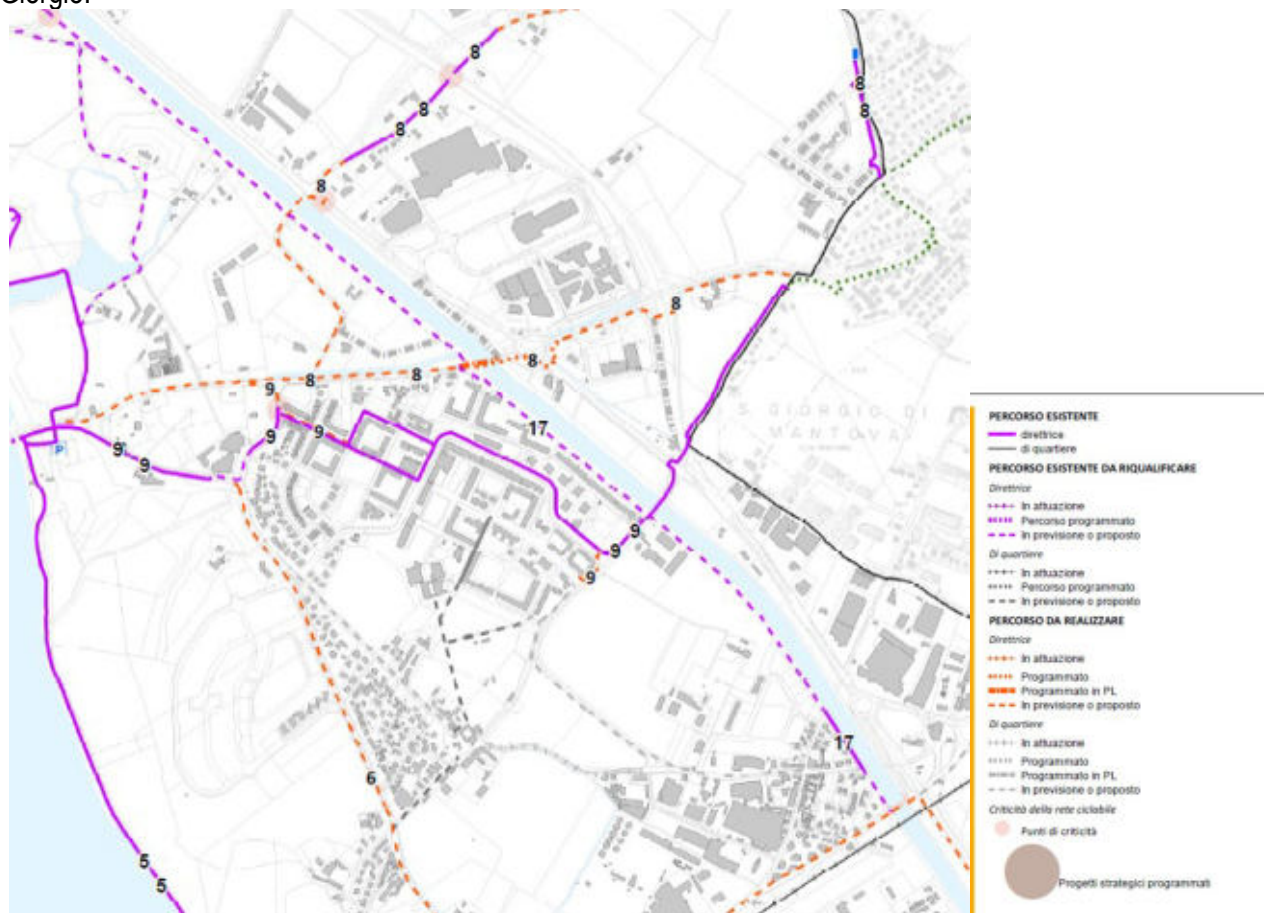 Giorgio.
8
8
8
8
8
8
8
9
8
8
8
9
9
17
9
9
P
S.GIORGIO DI
MANTOVA
9
9
9
17
6
5
5
PERCORSO ESISTENTE
direttrice
di quartiere
PERCORSO ESISTENTE DA RIQUALIFICARE
Direttrice
In attuazione
Percorso programmato
In previsione o proposto
Di quartiere
In attuazione
Percorso programmato
In previsione o proposto
PERCORSO DA REALIZZARE
Direttrice
In attuazione
Programmato
Programmato in PL
In previsione o proposto
Di quartiere
In attuazione
Programmato
Programmato in PL
In previsione o proposto
Criticità della rete ciclabile
Punti di criticità
Progetti strategici programmati